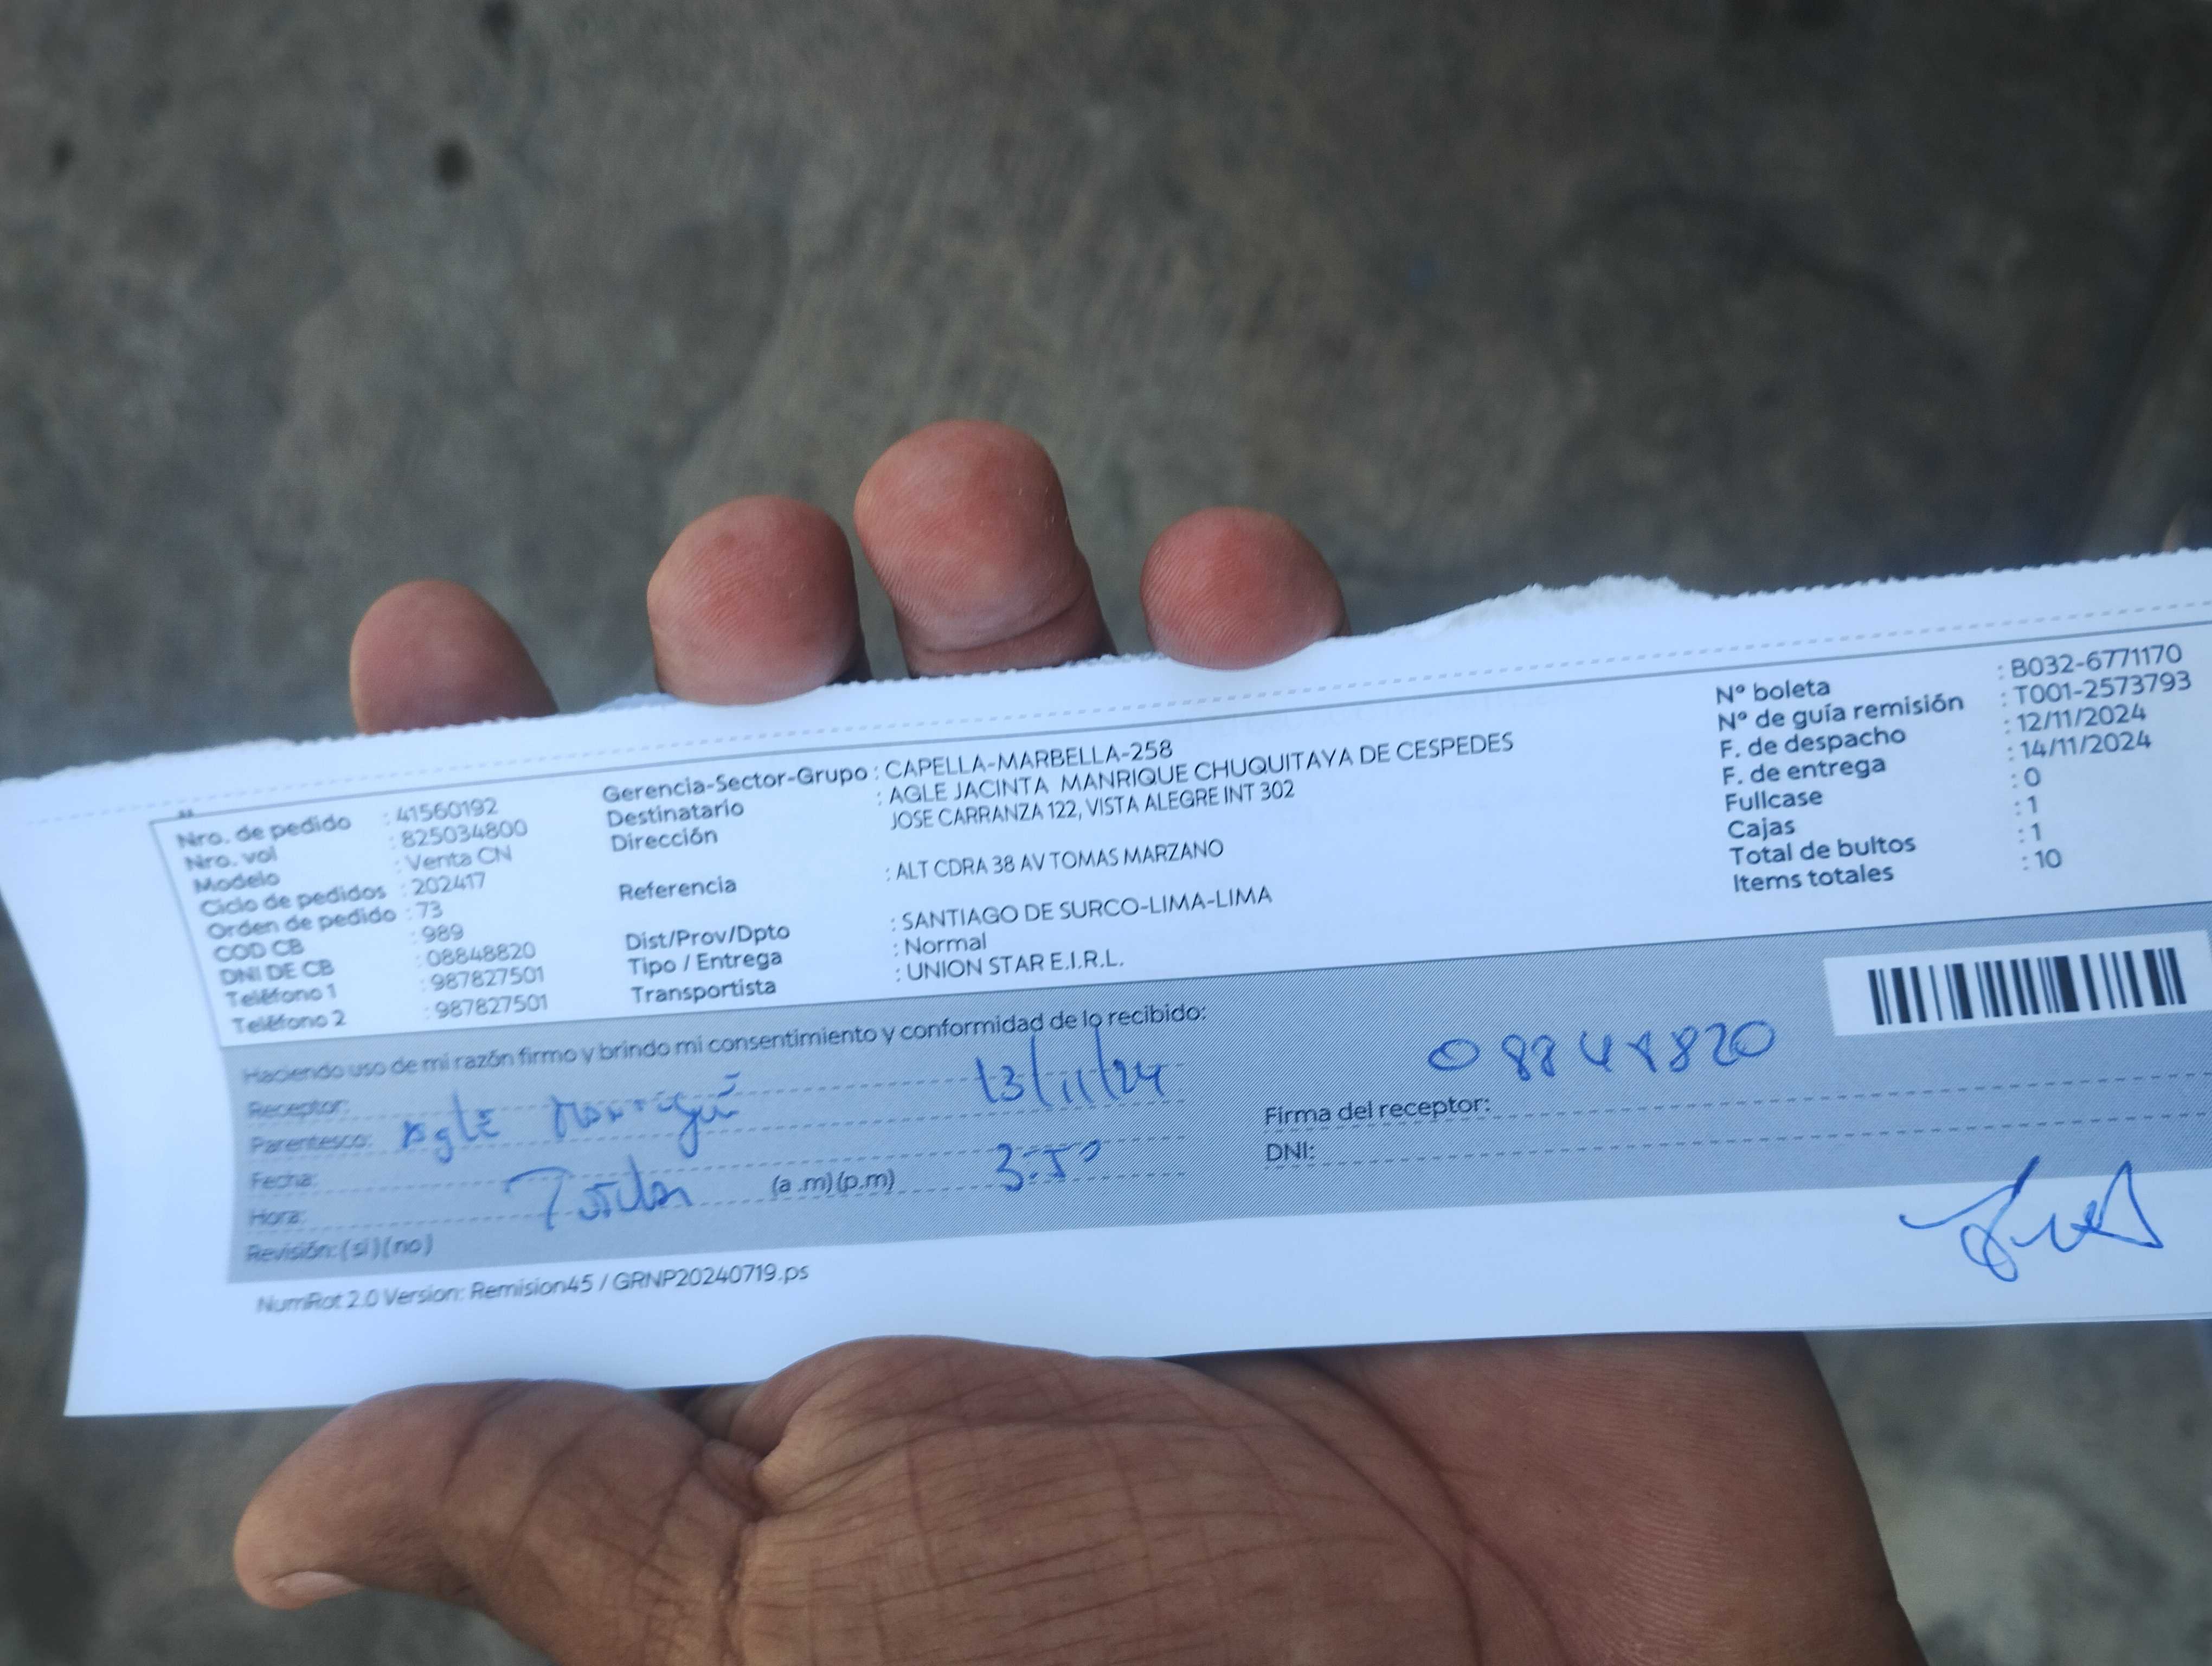 Nro. de pedido : 41560192
Nro. vol : 825034800
Modelo : Venta CN
Ciclo de pedidos : 202417
Orden de pedido : 73
COD CB : 989
DNI DE CB : 08848820
Teléfono 1 : 987827501
Teléfono 2 : 987827501
Gerencia-Sector-Grupo : CAPELLA-MARBELLA-258
Destinatario : AGLE JACINTA MANRIQUE CHUQUITAYA DE CESPEDES
Dirección JOSE CARRANZA 122, VISTA ALEGRE INT 302
Referencia : ALT CDRA 38 AV TOMAS MARZANO
Dist/Prov/Dpto : SANTIAGO DE SURCO-LIMA-LIMA
Tipo / Entrega : Normal
Transportista : UNION STAR E.I.R.L.
Nº boleta : B032-6771170
Nº de guía remisión : T001-2573793
F. de despacho : 12/11/2024
F. de entrega : 14/11/2024
Fullcase : 0
Cajas : 1
Total de bultos : 1
Items totales : 10
Haciendo uso de mi razón firmo y brindo mi consentimiento y conformidad de lo recibido:
Receptor:
Parentesco: Agle 13/11/24
Fecha:
Hora: (a .m)(p.m) 3:50
Revisión: (si)(no)
08848820
Firma del receptor:
DNI:
NumRot 2.0 Version: Remision45 / GRNP20240719.ps